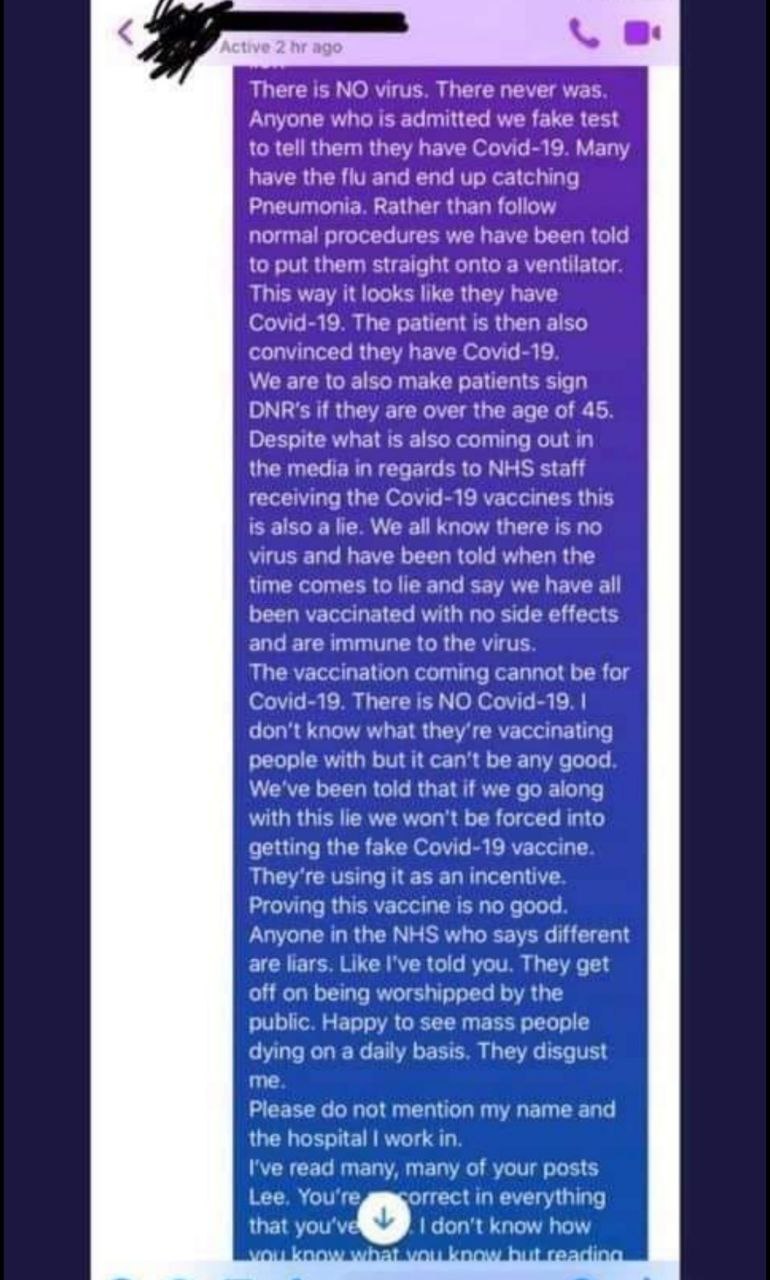 Active 2 hr ago
There is NO virus. There never was.
Anyone who is admitted we fake test
to tell them they have Covid-19. Many
have the flu and end up catching
Pneumonia. Rather than follow
normal procedures we have been told
to put them straight onto a ventilator.
This way it looks like they have
Covid-19. The patient is then also
convinced they have Covid-19.
We are to also make patients sign
DNR's if they are over the age of 45.
Despite what is also coming out in
the media in regards to NHS staff
receiving the Covid-19 vaccines this
is also a lie. We all know there is no
virus and have been told when the
time comes to lie and say we have all
been vaccinated with no side effects
and are immune to the virus.
The vaccination coming cannot be for
Covid-19. There is NO Covid-19. I
don't know what they're vaccinating
people with but it can't be any good.
We've been told that if we go along
with this lie we won't be forced into
getting the fake Covid-19 vaccine.
They're using it as an incentive.
Proving this vaccine is no good.
Anyone in the NHS who says different
are liars. Like I've told you. They get
off on being worshipped by the
public. Happy to see mass people
dying on a daily basis. They disgust
me.
Please do not mention my name and
the hospital I work in.
I've read many, many of your posts
Lee. You're correct in everything
that you've I don't know how
you know what you know but reading